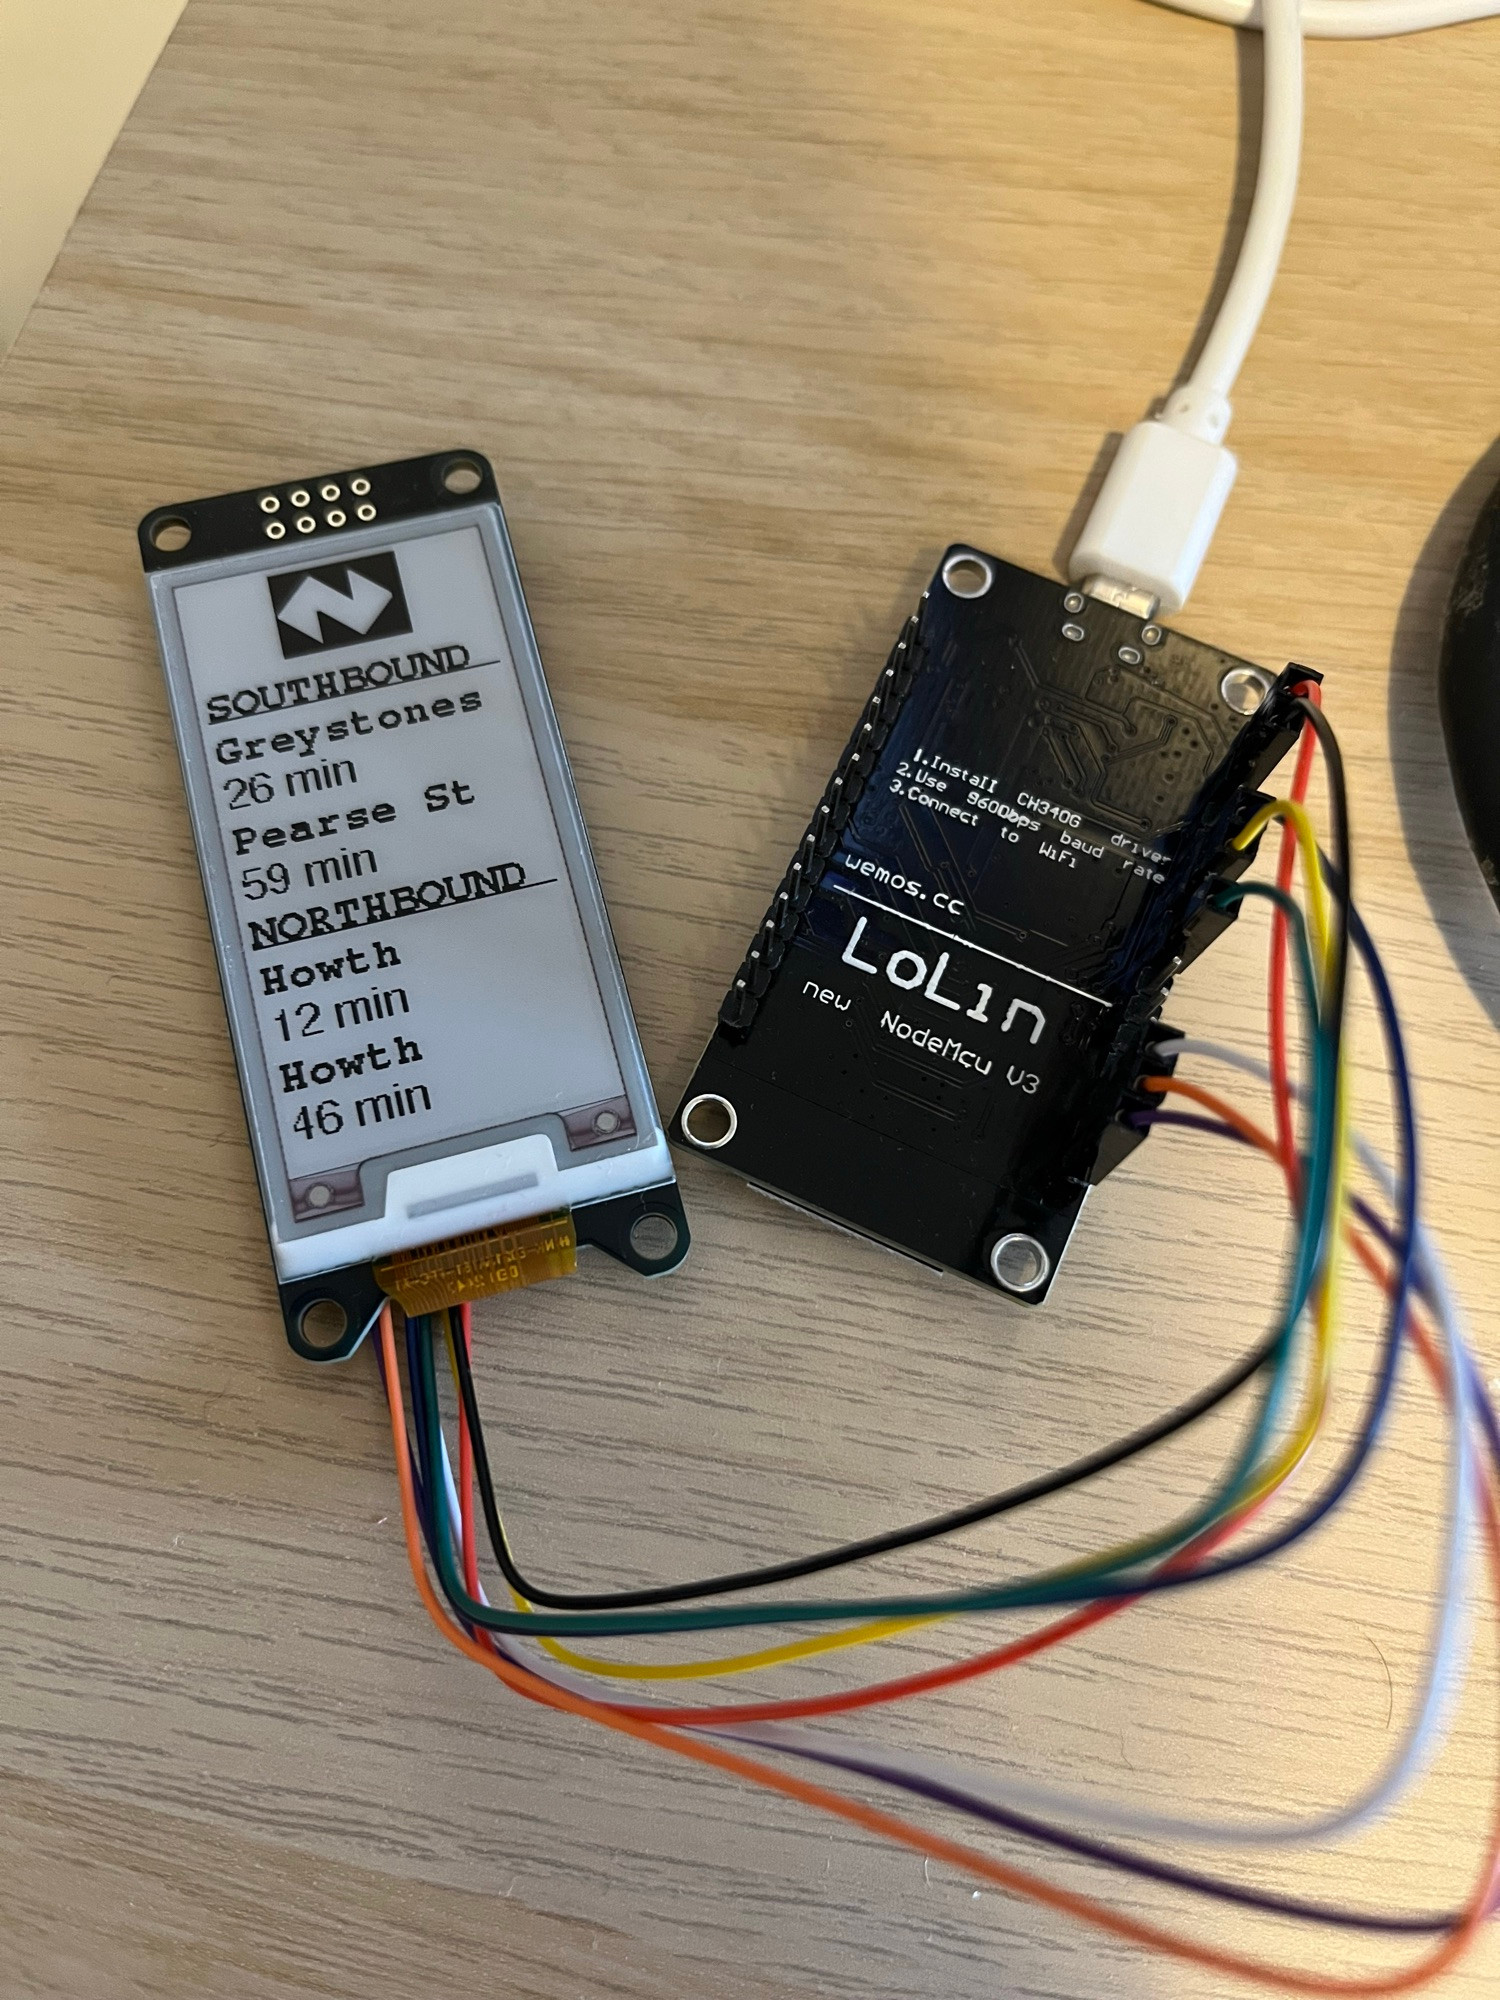 SOUTHBOUND
Greystones
26 min
Pearse St
59 min
NORTHBOUND
Howth
12 min
Howth
46 min
1.Install CH340G driver
2.Use 9600bps baud rate
3.Connect to WiFi
wemos.cc
LoLin
new NodeMcu V3